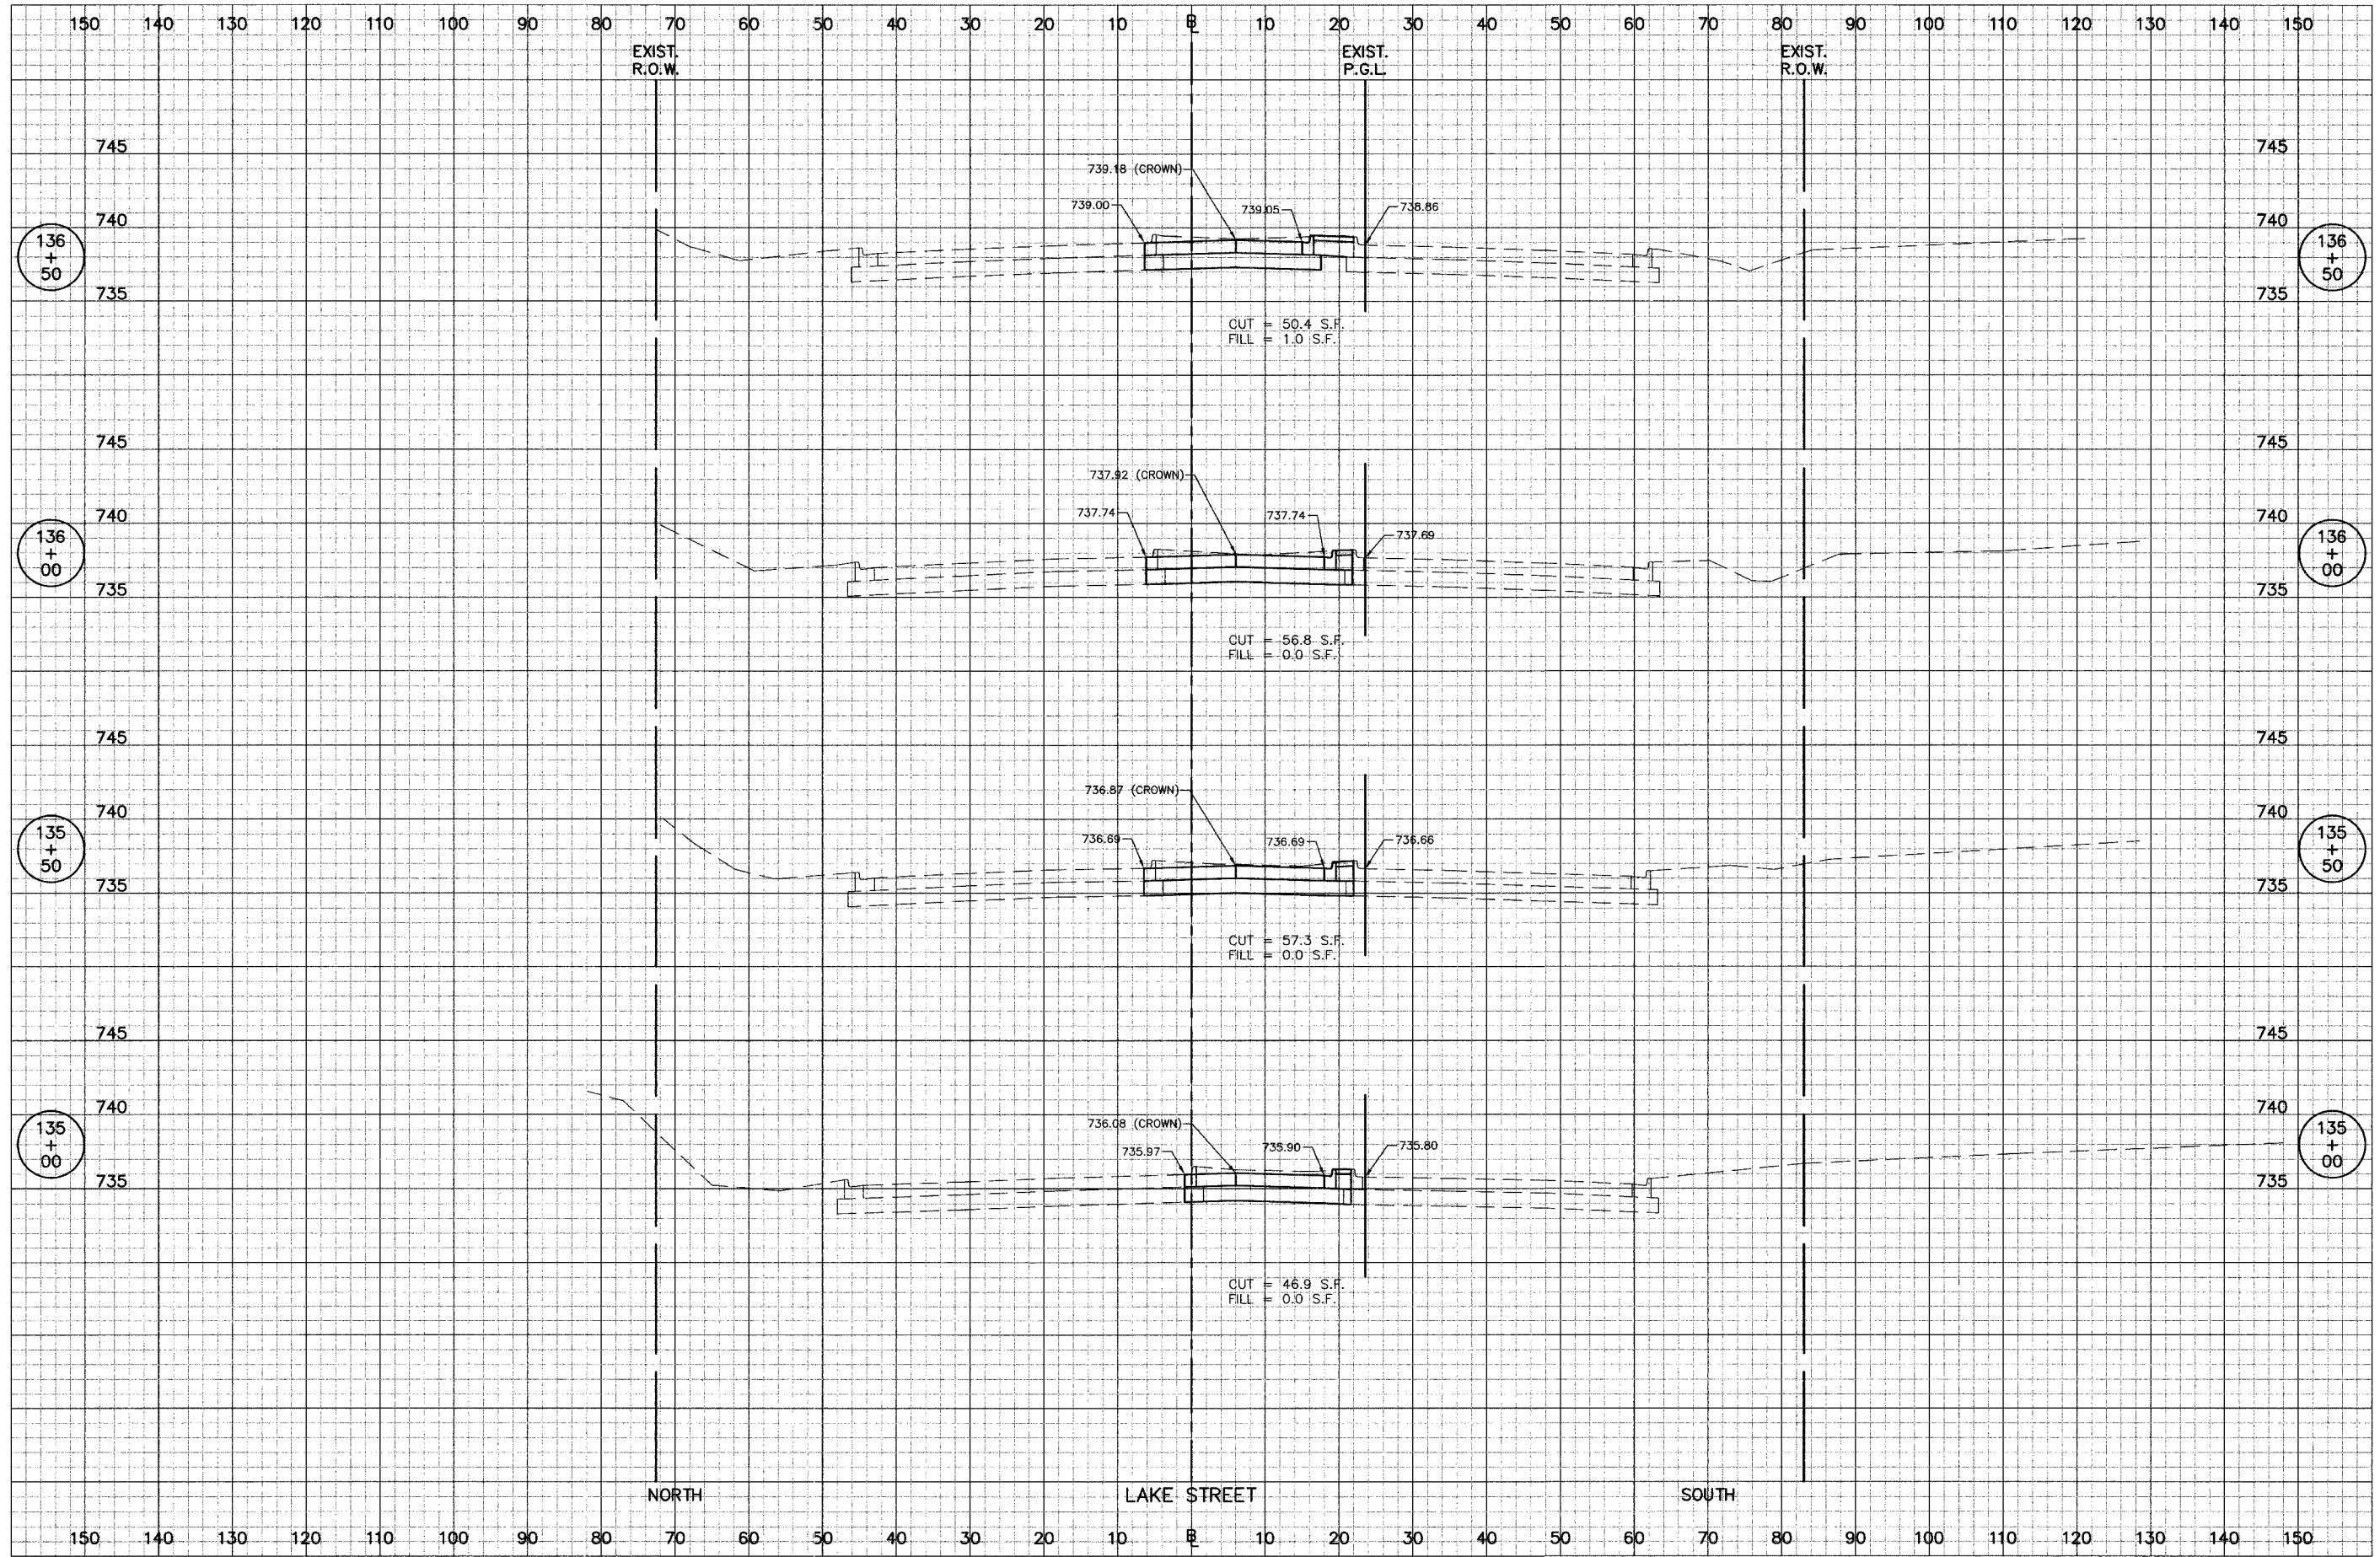 150 140 130 120 110 100 90 80 70 60 50 40 30 20 10 B 10 20 30 40 50 60 70 80 90 100 110 120 130 140 150
EXIST. EXIST. EXIST.
R.O.W. P.G.L. R.O.W.
745 745
739.18 (CROWN)
739.00 739.05 738.86
740 740
136 136
+ +
50 50
735 735
CUT = 50.4 S.F.
FILL = 1.0 S.F.
745 745
737.92 (CROWN)
737.74 737.74 737.69
740 740
136 136
+ +
00 00
735 735
CUT = 56.8 S.F.
FILL = 0.0 S.F.
745 745
736.87 (CROWN)
736.69 736.69 736.66
740 740
135 135
+ +
50 50
735 735
CUT = 57.3 S.F.
FILL = 0.0 S.F.
745 745
740 740
736.08 (CROWN)
735.97 735.90 735.80
135 135
+ +
00 00
735 735
CUT = 46.9 S.F.
FILL = 0.0 S.F.
NORTH LAKE STREET SOUTH
150 140 130 120 110 100 90 80 70 60 50 40 30 20 10 B 10 20 30 40 50 60 70 80 90 100 110 120 130 140 150